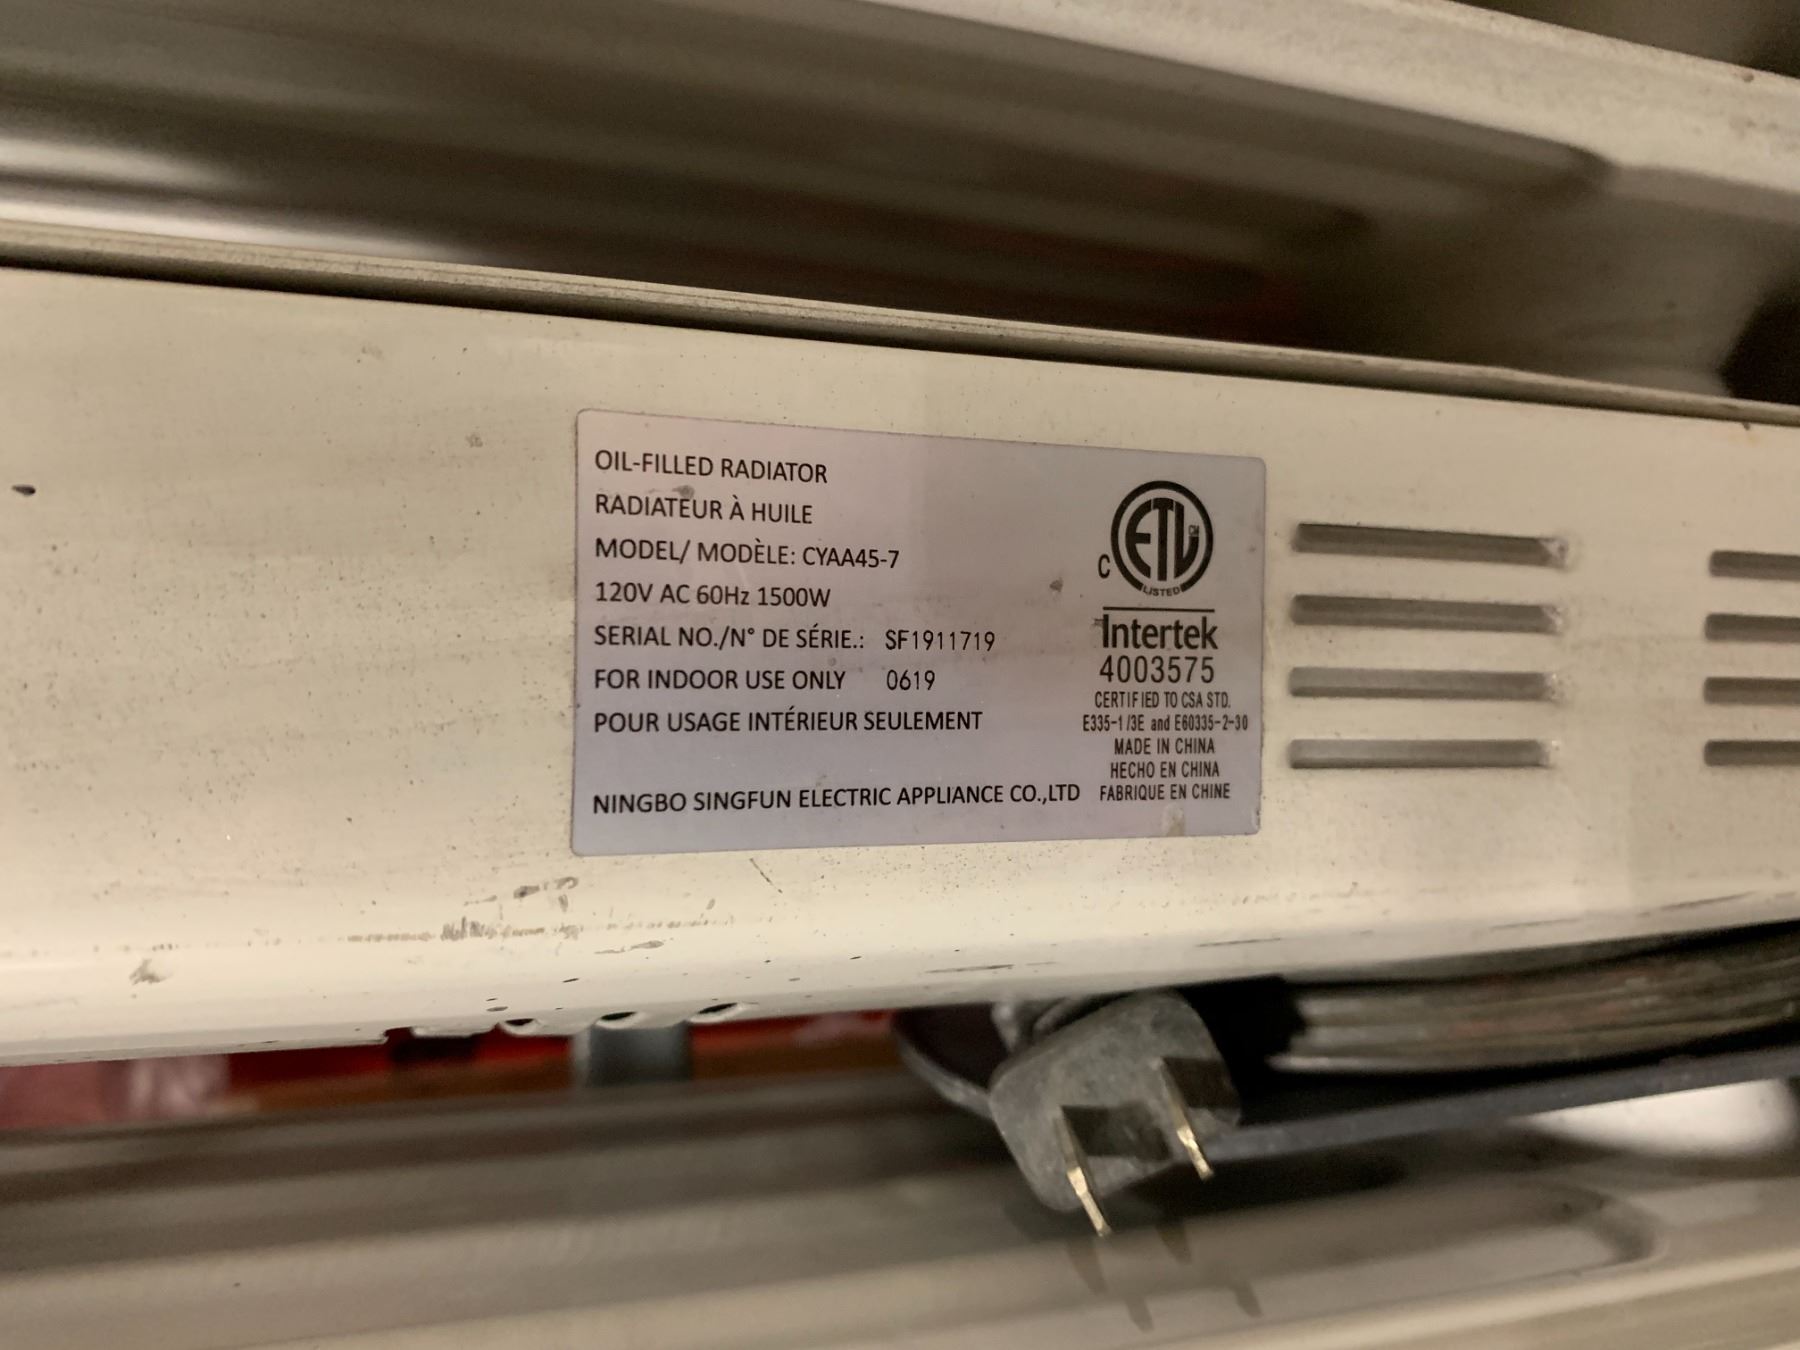 OIL-FILLED RADIATOR
RADIATEUR À HUILE
MODEL/ MODÈLE: CYAA45-7
120V AC 60Hz 1500W
SERIAL NO./N° DE SÉRIE.: SF1911719
FOR INDOOR USE ONLY 0619
POUR USAGE INTÉRIEUR SEULEMENT
NINGBO SINGFUN ELECTRIC APPLIANCE CO.,LTD
C ETL CM
LISTED
Intertek
4003575
CERTIFIED TO CSA STD.
E335-1/3E and E60335-2-30
MADE IN CHINA
HECHO EN CHINA
FABRIQUE EN CHINE